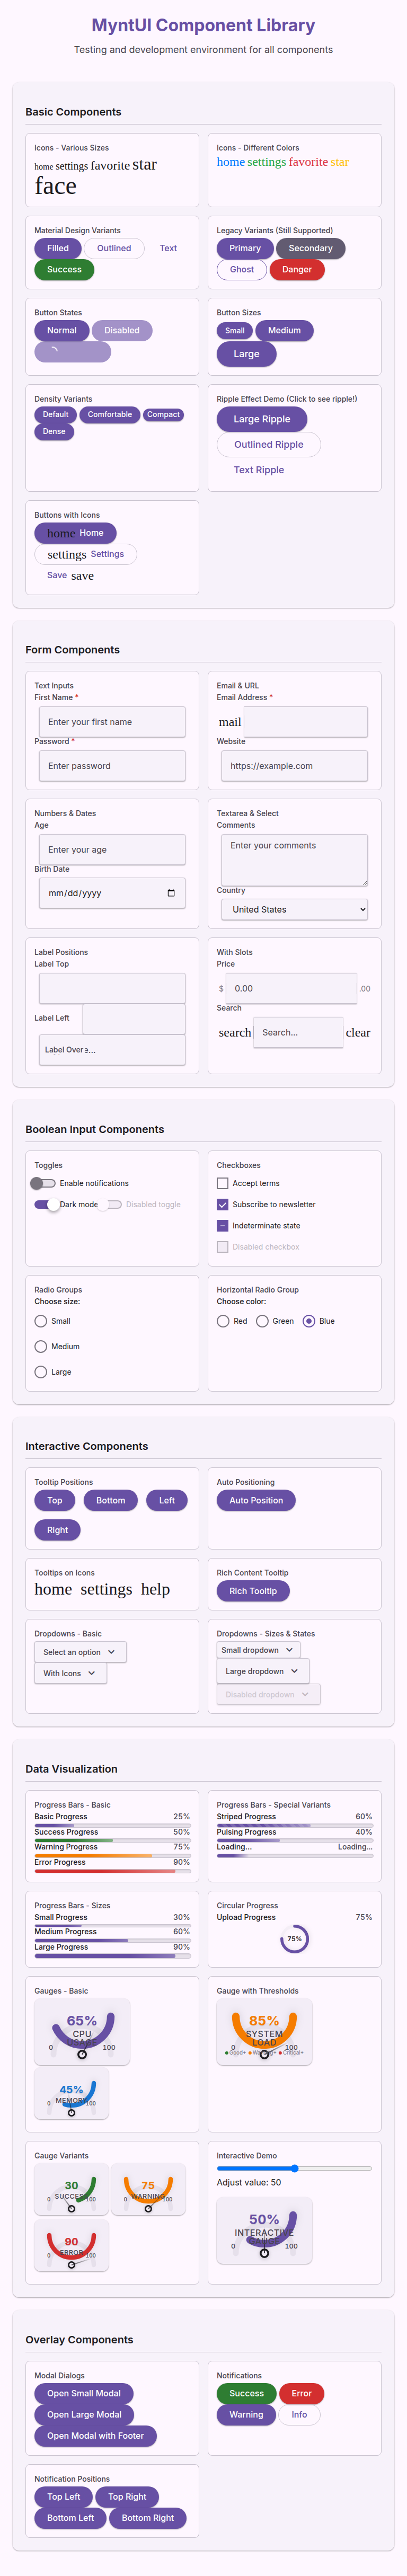 MyntUI Component Library
Testing and development environment for all components
Basic Components
Icons - Various Sizes
home settings favorite star
face
Icons - Different Colors
home settings favorite star
Material Design Variants
Filled Outlined Text
Success
Legacy Variants (Still Supported)
Primary Secondary
Ghost Danger
Button States
Normal Disabled
Button Sizes
Small Medium
Large
Density Variants
Default Comfortable Compact
Dense
Ripple Effect Demo (Click to see ripple!)
Large Ripple
Outlined Ripple
Text Ripple
Buttons with Icons
home Home
settings Settings
Save save
Form Components
Text Inputs
First Name *
Enter your first name
Password *
Enter password
Email & URL
Email Address *
mail
Website
https://example.com
Numbers & Dates
Age
Enter your age
Birth Date
mm/dd/yyyy
Textarea & Select
Comments
Enter your comments
Country
United States
Label Positions
Label Top
Label Left
Label Over
With Slots
Price
$ 0.00 .00
Search
search Search... clear
Boolean Input Components
Toggles
Enable notifications
Dark mode Disabled toggle
Checkboxes
Accept terms
Subscribe to newsletter
Indeterminate state
Disabled checkbox
Radio Groups
Choose size:
Small
Medium
Large
Horizontal Radio Group
Choose color:
Red Green Blue
Interactive Components
Tooltip Positions
Top Bottom Left
Right
Auto Positioning
Auto Position
Tooltips on Icons
home settings help
Rich Content Tooltip
Rich Tooltip
Dropdowns - Basic
Select an option
With Icons
Dropdowns - Sizes & States
Small dropdown
Large dropdown
Disabled dropdown
Data Visualization
Progress Bars - Basic
Basic Progress 25%
Success Progress 50%
Warning Progress 75%
Error Progress 90%
Progress Bars - Special Variants
Striped Progress 60%
Pulsing Progress 40%
Loading... Loading...
Progress Bars - Sizes
Small Progress 30%
Medium Progress 60%
Large Progress 90%
Circular Progress
Upload Progress 75%
75%
Gauges - Basic
65%
CPU
0 100
45%
MEMORY
0 100
Gauge with Thresholds
85%
SYSTEM
LOAD
0 100
Good+ Critical+
Gauge Variants
30
SUCCESS
0 100
75
WARNING
0 100
90
ERROR
0 100
Interactive Demo
Adjust value: 50
50%
INTERACTIVE
0 100
Overlay Components
Modal Dialogs
Open Small Modal
Open Large Modal
Open Modal with Footer
Notifications
Success Error
Warning Info
Notification Positions
Top Left Top Right
Bottom Left Bottom Right